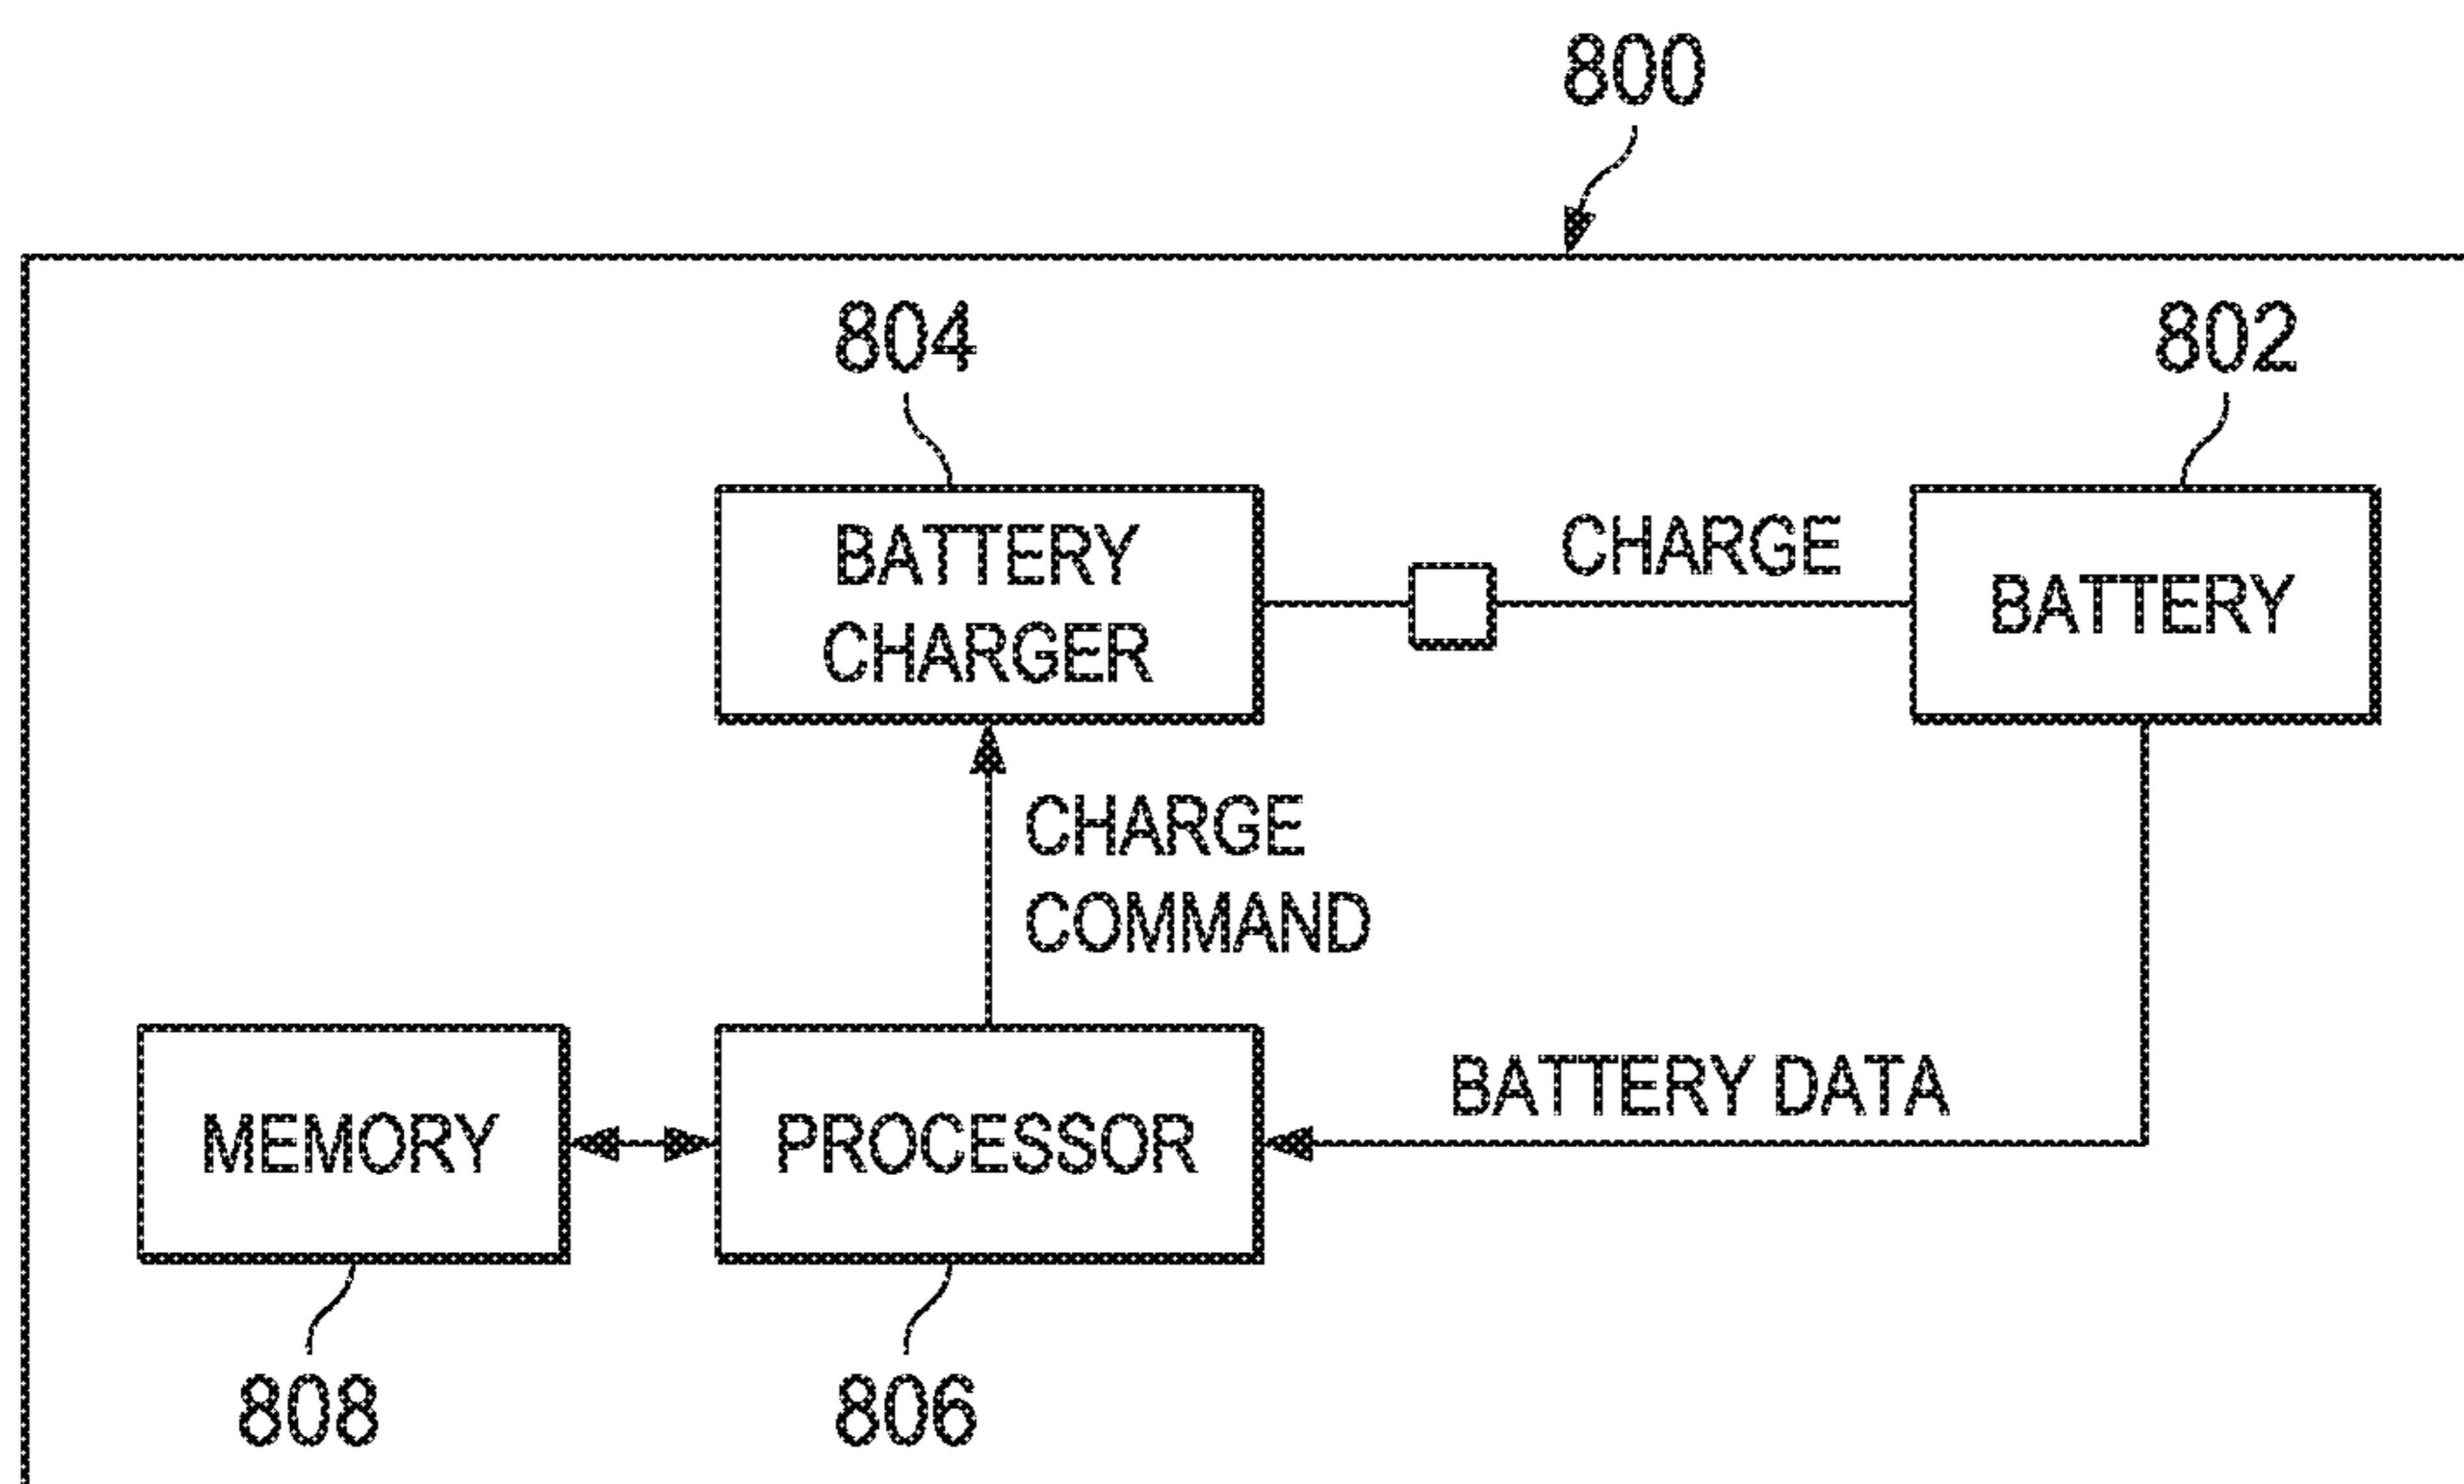 800
804
802
BATTERY
CHARGER
CHARGE
BATTERY
CHARGE
COMMAND
MEMORY
PROCESSOR
BATTERY DATA
808
806